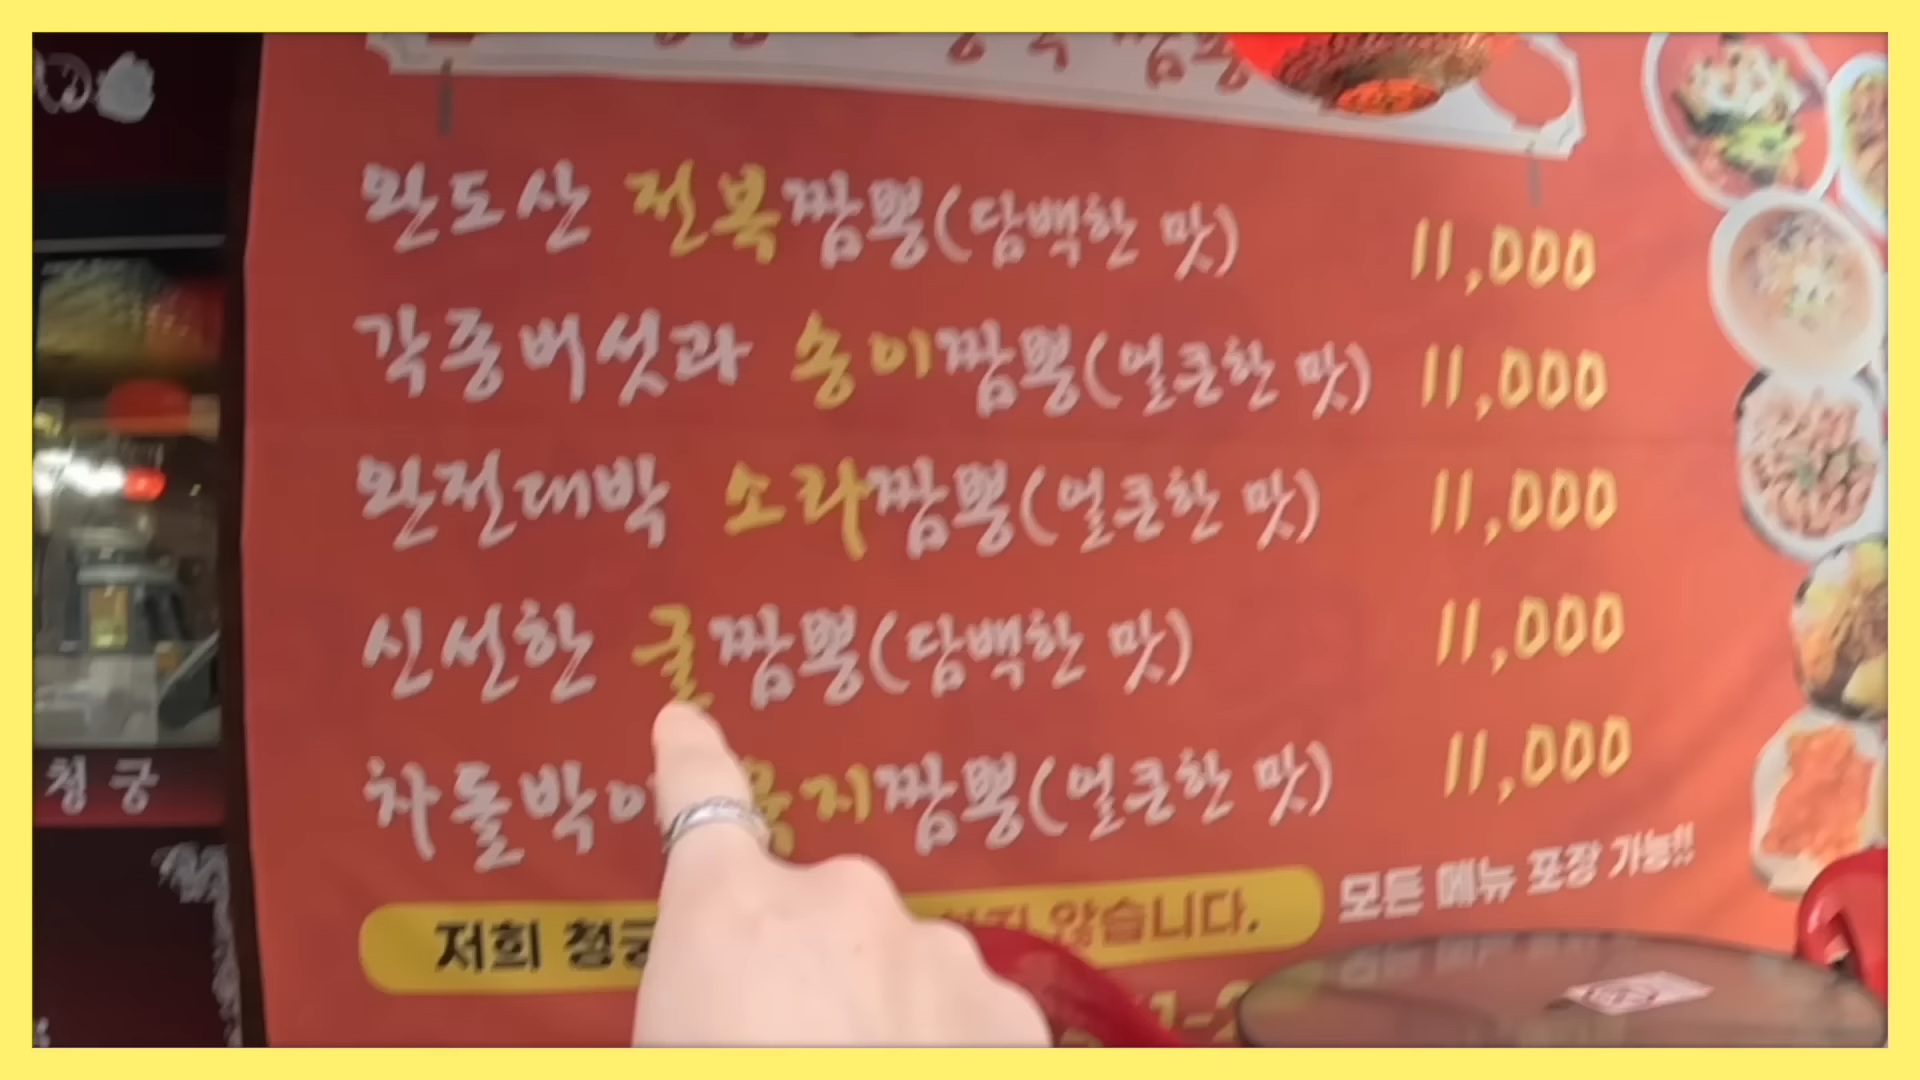 완도산 전복짬뽕(담백한 맛) 11,000
각종버섯과 송이짬뽕(얼큰한 맛) 11,000
완전대박 소라짬뽕(얼큰한 맛) 11,000
신선한 굴짬뽕(담백한 맛) 11,000
차돌박이 짬뽕(얼큰한 맛) 11,000
저희 않습니다.
모든 메뉴 포장 가능!!
청궁